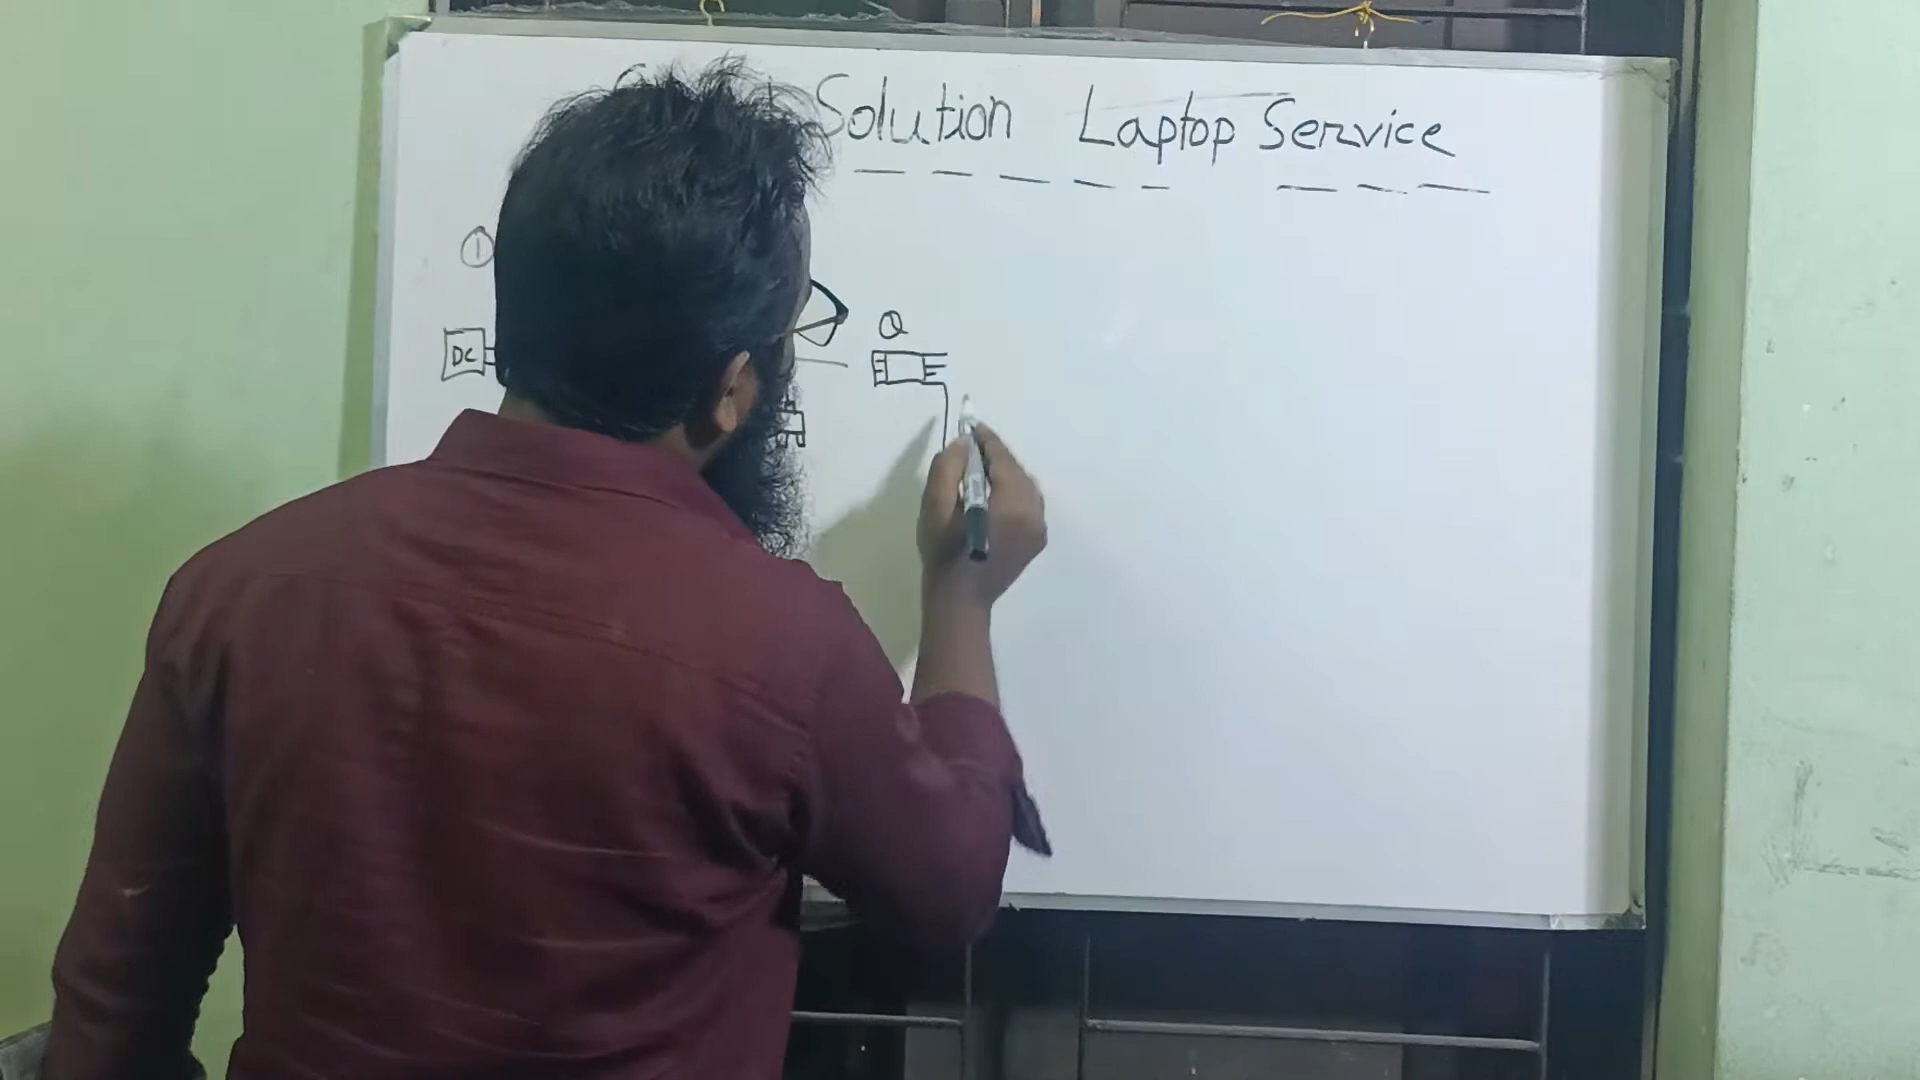 Solution Laptop Service
①
Q
DC